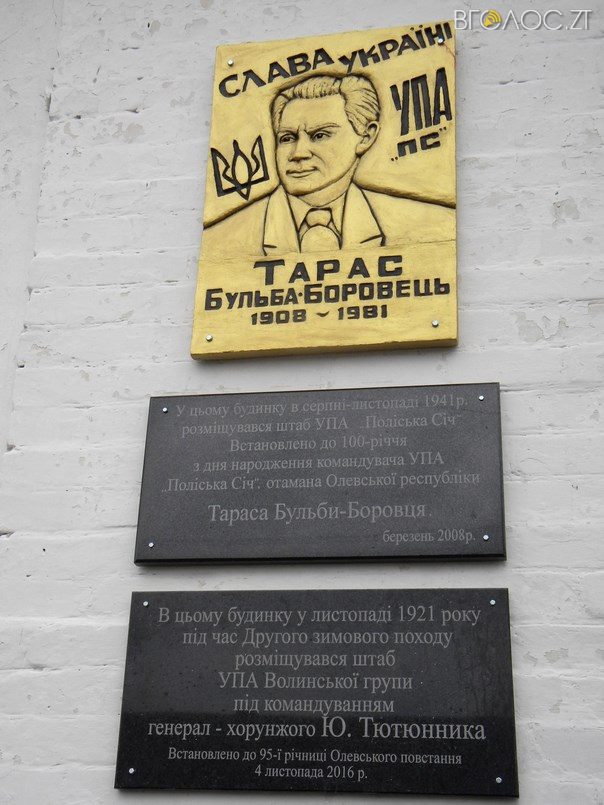 ВГОЛОС.ZT
СЛАВА УКРАЇНІ
УПА
„ПС"
ТАРАС
БУЛЬБА-БОРОВЕЦЬ
1908 ~ 1981
У цьому будинку в серпні-листопаді 1941р.
розміщувався штаб УПА „Поліська Січ"
Встановлено до 100-річчя
з дня народження командувача УПА
„Поліська Січ", отамана Олевської республіки
Тараса Бульби-Боровця.
березень 2008р.
В цьому будинку у листопаді 1921 року
під час Другого зимового походу
розміщувався штаб
УПА Волинської групи
під командуванням
генерал - хорунжого Ю. Тютюнника
Встановлено до 95-ї річниці Олевського повстання
4 листопада 2016 р.